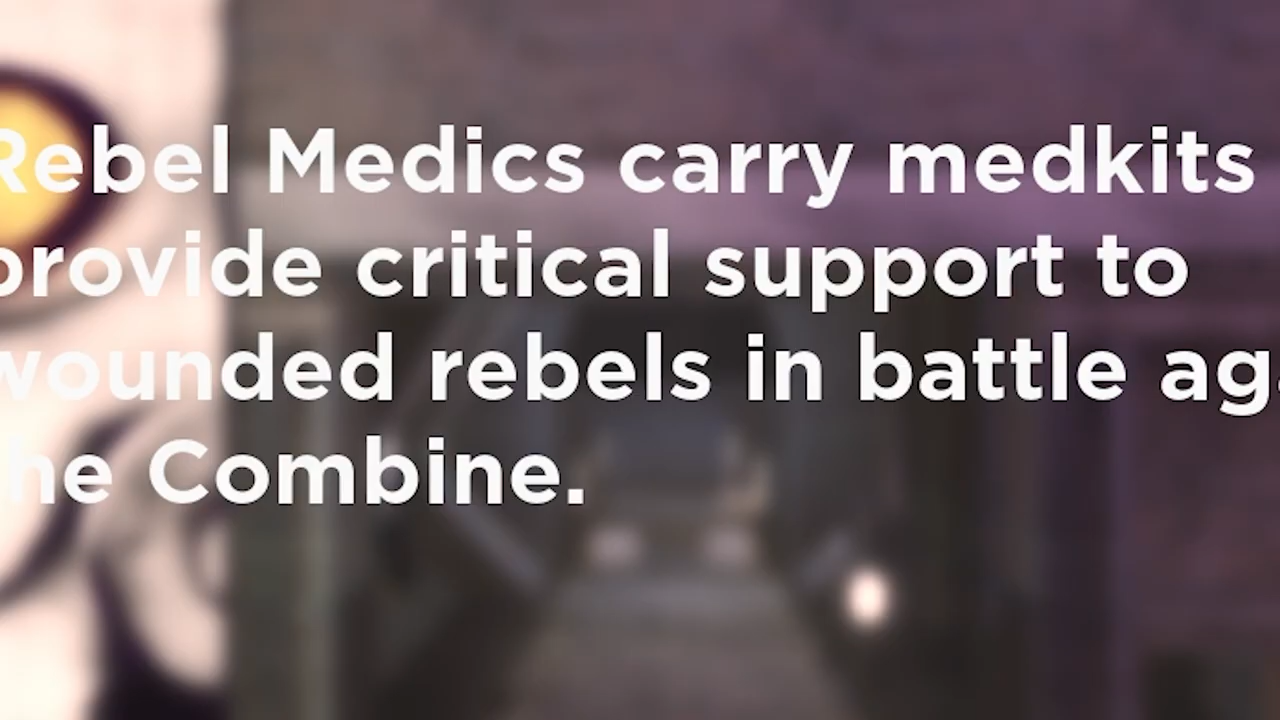 Rebel Medics carry medkits
provide critical support to
wounded rebels in battle
the Combine.